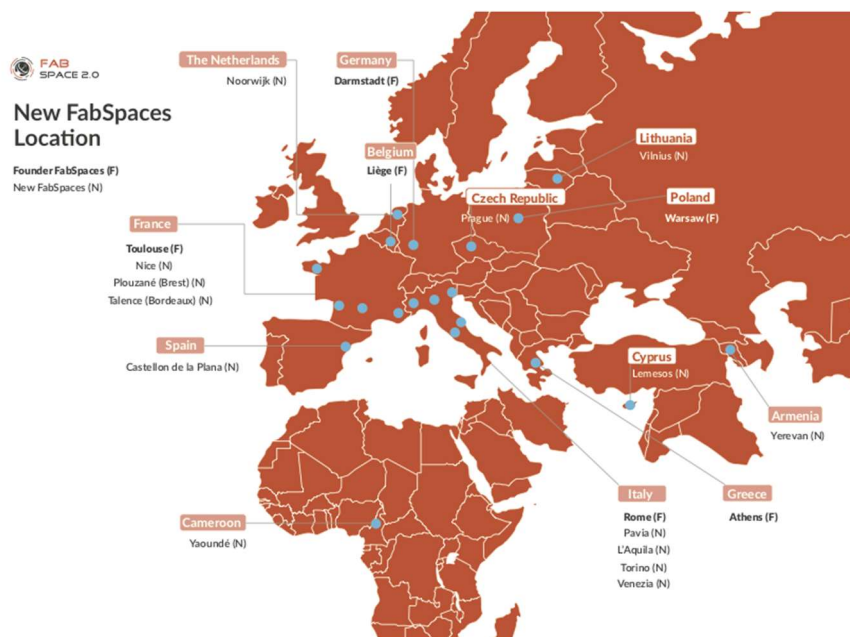 FAB
SPACE 2.0
New FabSpaces
Location
Founder FabSpaces (F)
New FabSpaces (N)
The Netherlands
Noorwijk (N)
Germany
Darmstadt (F)
Belgium
Liège (F)
Lithuania
Vilnius (N)
Czech Republic
Prague (N)
Poland
Warsaw (F)
France
Toulouse (F)
Nice (N)
Plouzané (Brest) (N)
Talence (Bordeaux) (N)
Spain
Castellon de la Plana (N)
Cyprus
Lemesos (N)
Armenia
Yerevan (N)
Italy
Rome (F)
Pavia (N)
L'Aquila (N)
Torino (N)
Venezia (N)
Greece
Athens (F)
Cameroon
Yaoundé (N)